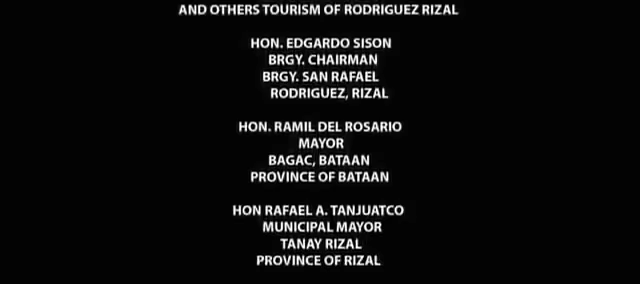 AND OTHERS TOURISM OF RODRIGUEZ RIZAL
HON. EDGARDO SISON
BRGY. CHAIRMAN
BRGY. SAN RAFAEL
RODRIGUEZ, RIZAL
HON. RAMIL DEL ROSARIO
MAYOR
BAGAC, BATAAN
PROVINCE OF BATAAN
HON RAFAEL A. TANJUATCO
MUNICIPAL MAYOR
TANAY RIZAL
PROVINCE OF RIZAL